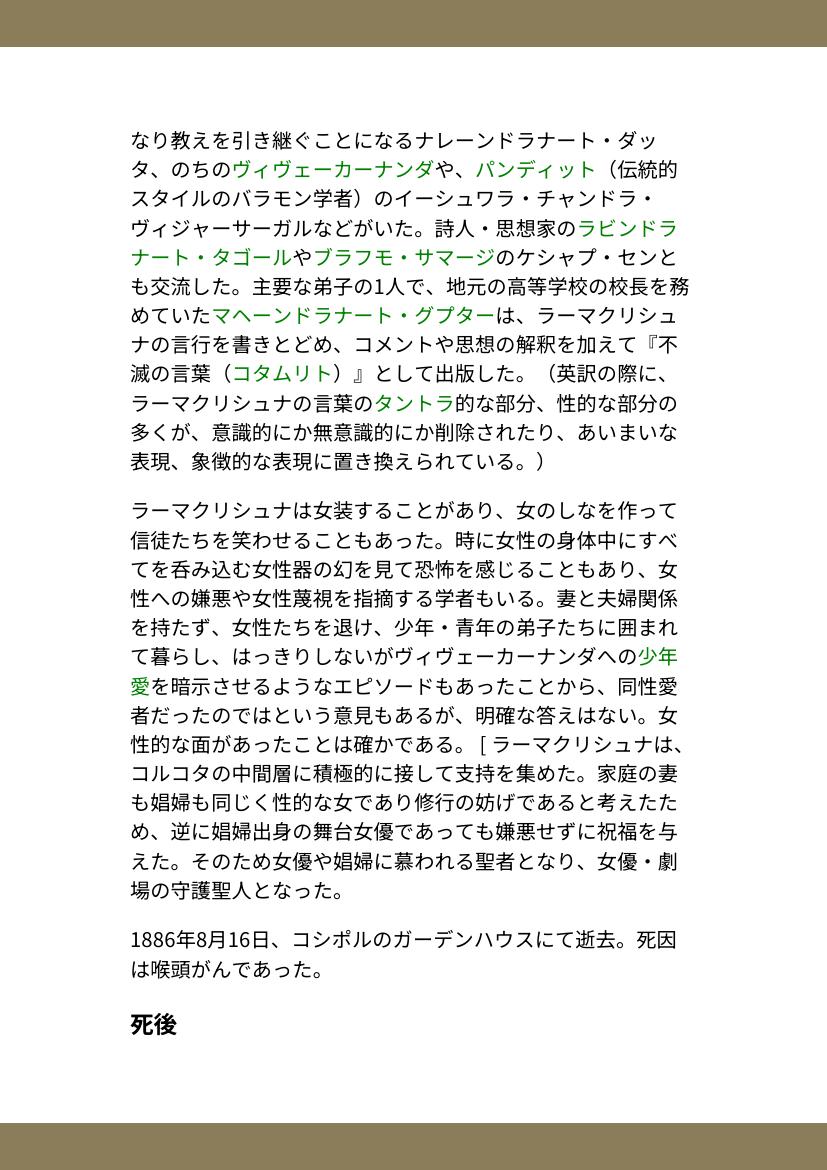 なり教えを引き継ぐことになるナレーンドラナート・ダッ
タ、のちのヴィヴェーカーナンダや、パンディット（伝統的
スタイルのバラモン学者）のイーシュワラ・チャンドラ・
ヴィジャーサーガルなどがいた。詩人・思想家のラビンドラ
ナート・タゴールやブラフモ・サマージのケシャプ・センと
も交流した。主要な弟子の1人で、地元の高等学校の校長を務
めていたマヘーンドラナート・グプターは、ラーマクリシュ
ナの言行を書きとどめ、コメントや思想の解釈を加えて『不
滅の言葉（コタムリト）』として出版した。（英訳の際に、
ラーマクリシュナの言葉のタントラ的な部分、性的な部分の
多くが、意識的にか無意識的にか削除されたり、あいまいな
表現、象徴的な表現に置き換えられている。）
ラーマクリシュナは女装することがあり、女のしなを作って
信徒たちを笑わせることもあった。時に女性の身体中にすべ
てを呑み込む女性器の幻を見て恐怖を感じることもあり、女
性への嫌悪や女性蔑視を指摘する学者もいる。妻と夫婦関係
を持たず、女性たちを退け、少年・青年の弟子たちに囲まれ
て暮らし、はっきりしないがヴィヴェーカーナンダへの少年
愛を暗示させるようなエピソードもあったことから、同性愛
者だったのではという意見もあるが、明確な答えはない。女
性的な面があったことは確かである。 [ ラーマクリシュナは、
コルコタの中間層に積極的に接して支持を集めた。家庭の妻
も娼婦も同じく性的な女であり修行の妨げであると考えたた
め、逆に娼婦出身の舞台女優であっても嫌悪せずに祝福を与
えた。そのため女優や娼婦に慕われる聖者となり、女優・劇
場の守護聖人となった。
1886年8月16日、コシポルのガーデンハウスにて逝去。死因
は喉頭がんであった。
死後